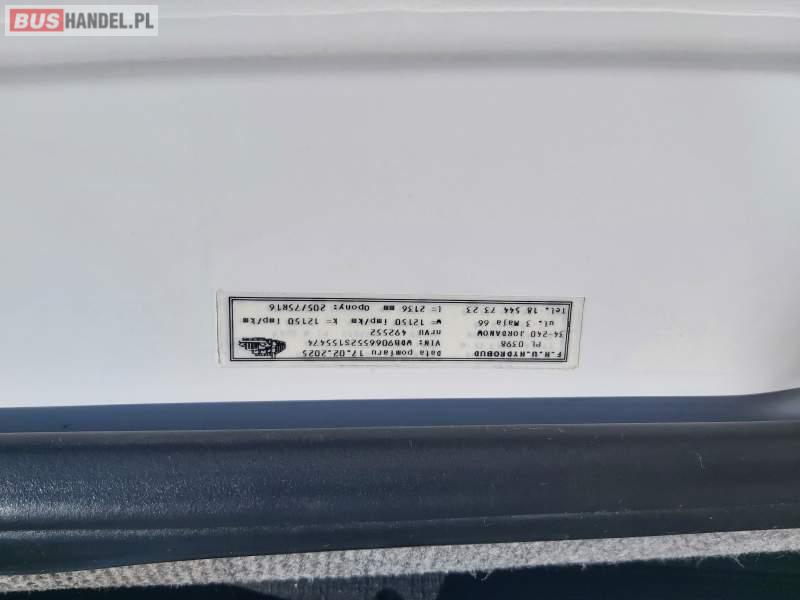 BUSHANDEL.PL
F.H.U.HYDROBUD
PL 0398
34-240 JORDANOW
ul. 3 Maja 66
Tel. 18 544 73 23
Data pomiaru 17.02.2025
VIN: WDB9066552S155474
nrVU 492552
w= 12150 imp/km k= 12150 imp/km
l= 2136 mm Opony: 205/75R16